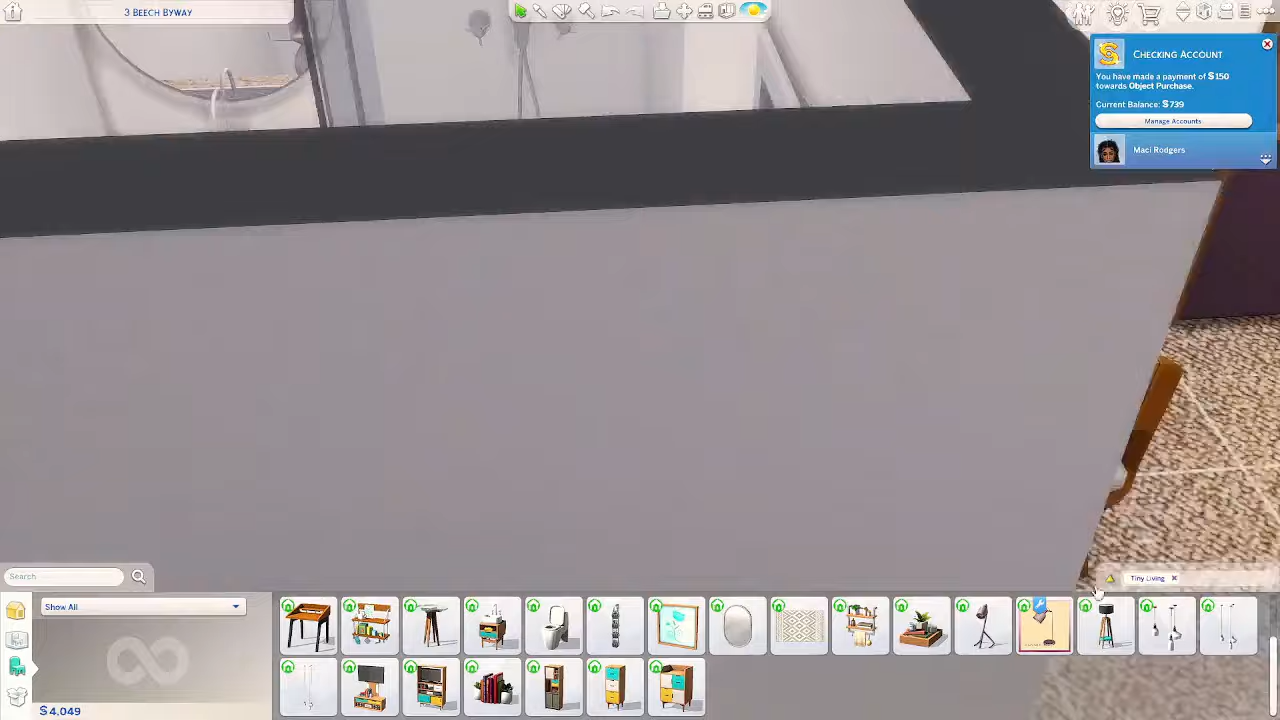 3 Beech Byway
Checking Account
You have made a payment of $150
towards Object Purchase.
Current Balance: $739
Manage Accounts
Maci Rodgers
Search
Tiny Living
Show All
$4,049